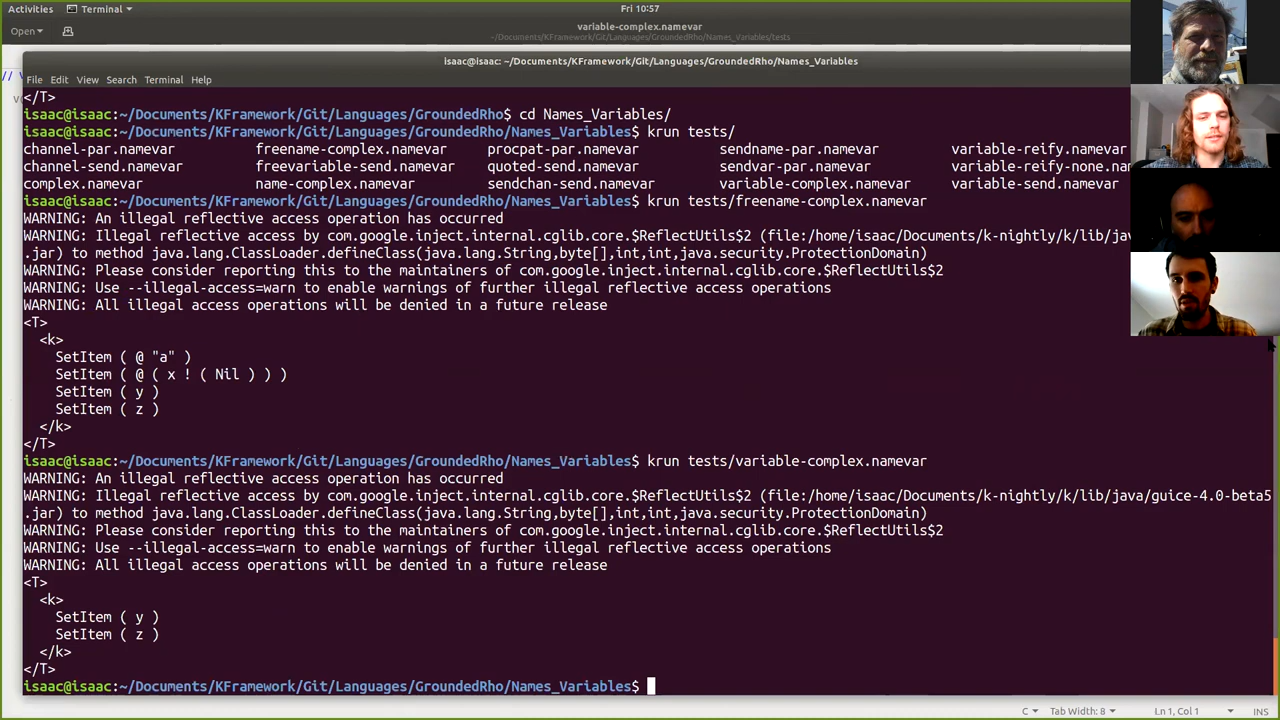 Activities Terminal Fri 10:57
Open variable-complex.namevar
~/Documents/KFramework/Git/Languages/GroundedRho/Names_Variables/tests
isaac@isaac: ~/Documents/KFramework/Git/Languages/GroundedRho/Names_Variables
File Edit View Search Terminal Help
// V
</T>
isaac@isaac:~/Documents/KFramework/Git/Languages/GroundedRho$ cd Names_Variables/
isaac@isaac:~/Documents/KFramework/Git/Languages/GroundedRho/Names_Variables$ krun tests/
channel-par.namevar freename-complex.namevar procpat-par.namevar sendname-par.namevar variable-reify.namevar
channel-send.namevar freevariable-send.namevar quoted-send.namevar sendvar-par.namevar variable-reify-none.namevar
complex.namevar name-complex.namevar sendchan-send.namevar variable-complex.namevar variable-send.namevar
isaac@isaac:~/Documents/KFramework/Git/Languages/GroundedRho/Names_Variables$ krun tests/freename-complex.namevar
WARNING: An illegal reflective access operation has occurred
WARNING: Illegal reflective access by com.google.inject.internal.cglib.core.$ReflectUtils$2 (file:/home/isaac/Documents/k-nightly/k/lib/jav
.jar) to method java.lang.ClassLoader.defineClass(java.lang.String,byte[],int,int,java.security.ProtectionDomain)
WARNING: Please consider reporting this to the maintainers of com.google.inject.internal.cglib.core.$ReflectUtils$2
WARNING: Use --illegal-access=warn to enable warnings of further illegal reflective access operations
WARNING: All illegal access operations will be denied in a future release
<T>
<k>
SetItem ( @ "a" )
SetItem ( @ ( x ! ( Nil ) ) )
SetItem ( y )
SetItem ( z )
</k>
</T>
isaac@isaac:~/Documents/KFramework/Git/Languages/GroundedRho/Names_Variables$ krun tests/variable-complex.namevar
WARNING: An illegal reflective access operation has occurred
WARNING: Illegal reflective access by com.google.inject.internal.cglib.core.$ReflectUtils$2 (file:/home/isaac/Documents/k-nightly/k/lib/java/guice-4.0-beta5
.jar) to method java.lang.ClassLoader.defineClass(java.lang.String,byte[],int,int,java.security.ProtectionDomain)
WARNING: Please consider reporting this to the maintainers of com.google.inject.internal.cglib.core.$ReflectUtils$2
WARNING: Use --illegal-access=warn to enable warnings of further illegal reflective access operations
WARNING: All illegal access operations will be denied in a future release
<T>
<k>
SetItem ( y )
SetItem ( z )
</k>
</T>
isaac@isaac:~/Documents/KFramework/Git/Languages/GroundedRho/Names_Variables$
C Tab Width: 8 Ln 1, Col 1 INS